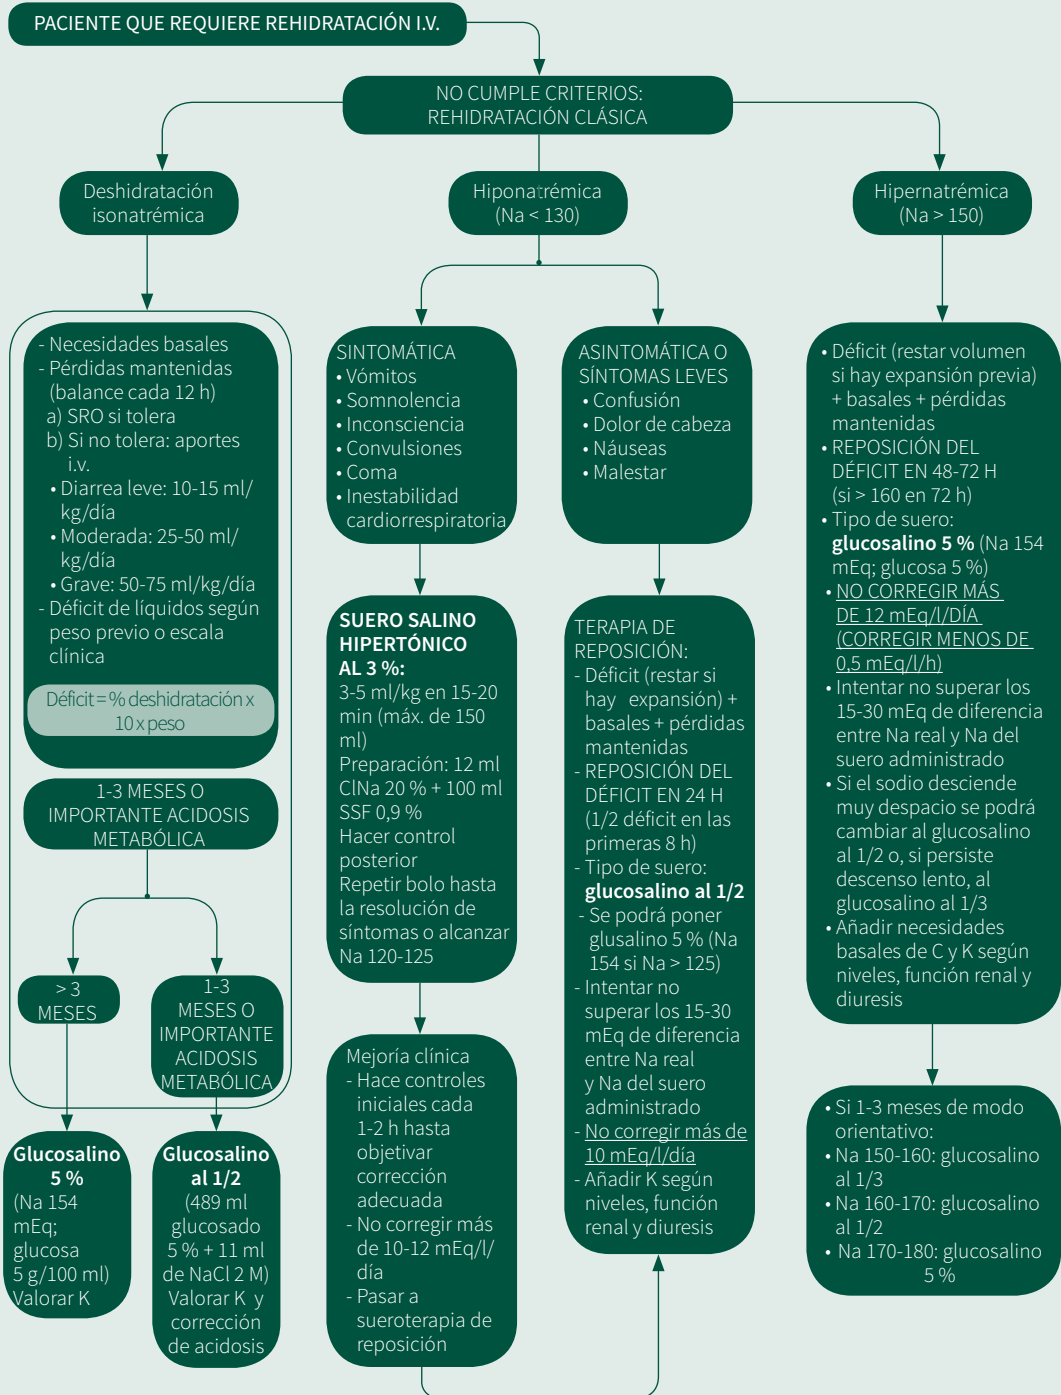 PACIENTE QUE REQUIERE REHIDRATACIÓN I.V.
NO CUMPLE CRITERIOS:
REHIDRATACIÓN CLÁSICA
Deshidratación
isonatrémica
Hiponatrémica
(Na < 130)
Hipernatrémica
(Na > 150)
- Necesidades basales
- Pérdidas mantenidas
(balance cada 12 h)
a) SRO si tolera
b) Si no tolera: aportes
i.v.
• Diarrea leve: 10-15 ml/
kg/día
• Moderada: 25-50 ml/
kg/día
• Grave: 50-75 ml/kg/día
- Déficit de líquidos según
peso previo o escala
clínica
Déficit = % deshidratación x
10 x peso
1-3 MESES O
IMPORTANTE ACIDOSIS
METABÓLICA
> 3
MESES
1-3
MESES O
IMPORTANTE
ACIDOSIS
METABÓLICA
Glucosalino
5 %
(Na 154
mEq;
glucosa
5 g/100 ml)
Valorar K
Glucosalino
al 1/2
(489 ml
glucosado
5 % + 11 ml
de NaCl 2 M)
Valorar K y
corrección
de acidosis
SINTOMÁTICA
• Vómitos
• Somnolencia
• Inconsciencia
• Convulsiones
• Coma
• Inestabilidad
cardiorrespiratoria
SUERO SALINO
HIPERTÓNICO
AL 3 %:
3-5 ml/kg en 15-20
min (máx. de 150
ml)
Preparación: 12 ml
ClNa 20 % + 100 ml
SSF 0,9 %
Hacer control
posterior
Repetir bolo hasta
la resolución de
síntomas o alcanzar
Na 120-125
Mejoría clínica
- Hace controles
iniciales cada
1-2 h hasta
objetivar
corrección
adecuada
- No corregir más
de 10-12 mEq/l/
día
- Pasar a
sueroterapia de
reposición
ASINTOMÁTICA O
SÍNTOMAS LEVES
• Confusión
• Dolor de cabeza
• Náuseas
• Malestar
TERAPIA DE
REPOSICIÓN:
- Déficit (restar si
hay expansión) +
basales + pérdidas
mantenidas
- REPOSICIÓN DEL
DÉFICIT EN 24 H
(1/2 déficit en las
primeras 8 h)
- Tipo de suero:
glucosalino al 1/2
- Se podrá poner
glusalino 5 % (Na
154 si Na > 125)
- Intentar no
superar los 15-30
mEq de diferencia
entre Na real
y Na del suero
administrado
- No corregir más de
10 mEq/l/día
- Añadir K según
niveles, función
renal y diuresis
• Déficit (restar volumen
si hay expansión previa)
+ basales + pérdidas
mantenidas
• REPOSICIÓN DEL
DÉFICIT EN 48-72 H
(si > 160 en 72 h)
• Tipo de suero:
glucosalino 5 % (Na 154
mEq; glucosa 5 %)
• NO CORREGIR MÁS
DE 12 mEq/l/DÍA
(CORREGIR MENOS DE
0,5 mEq/l/h)
• Intentar no superar los
15-30 mEq de diferencia
entre Na real y Na del
suero administrado
• Si el sodio desciende
muy despacio se podrá
cambiar al glucosalino
al 1/2 o, si persiste
descenso lento, al
glucosalino al 1/3
• Añadir necesidades
basales de C y K según
niveles, función renal y
diuresis
• Si 1-3 meses de modo
orientativo:
• Na 150-160: glucosalino
al 1/3
• Na 160-170: glucosalino
al 1/2
• Na 170-180: glucosalino
5 %